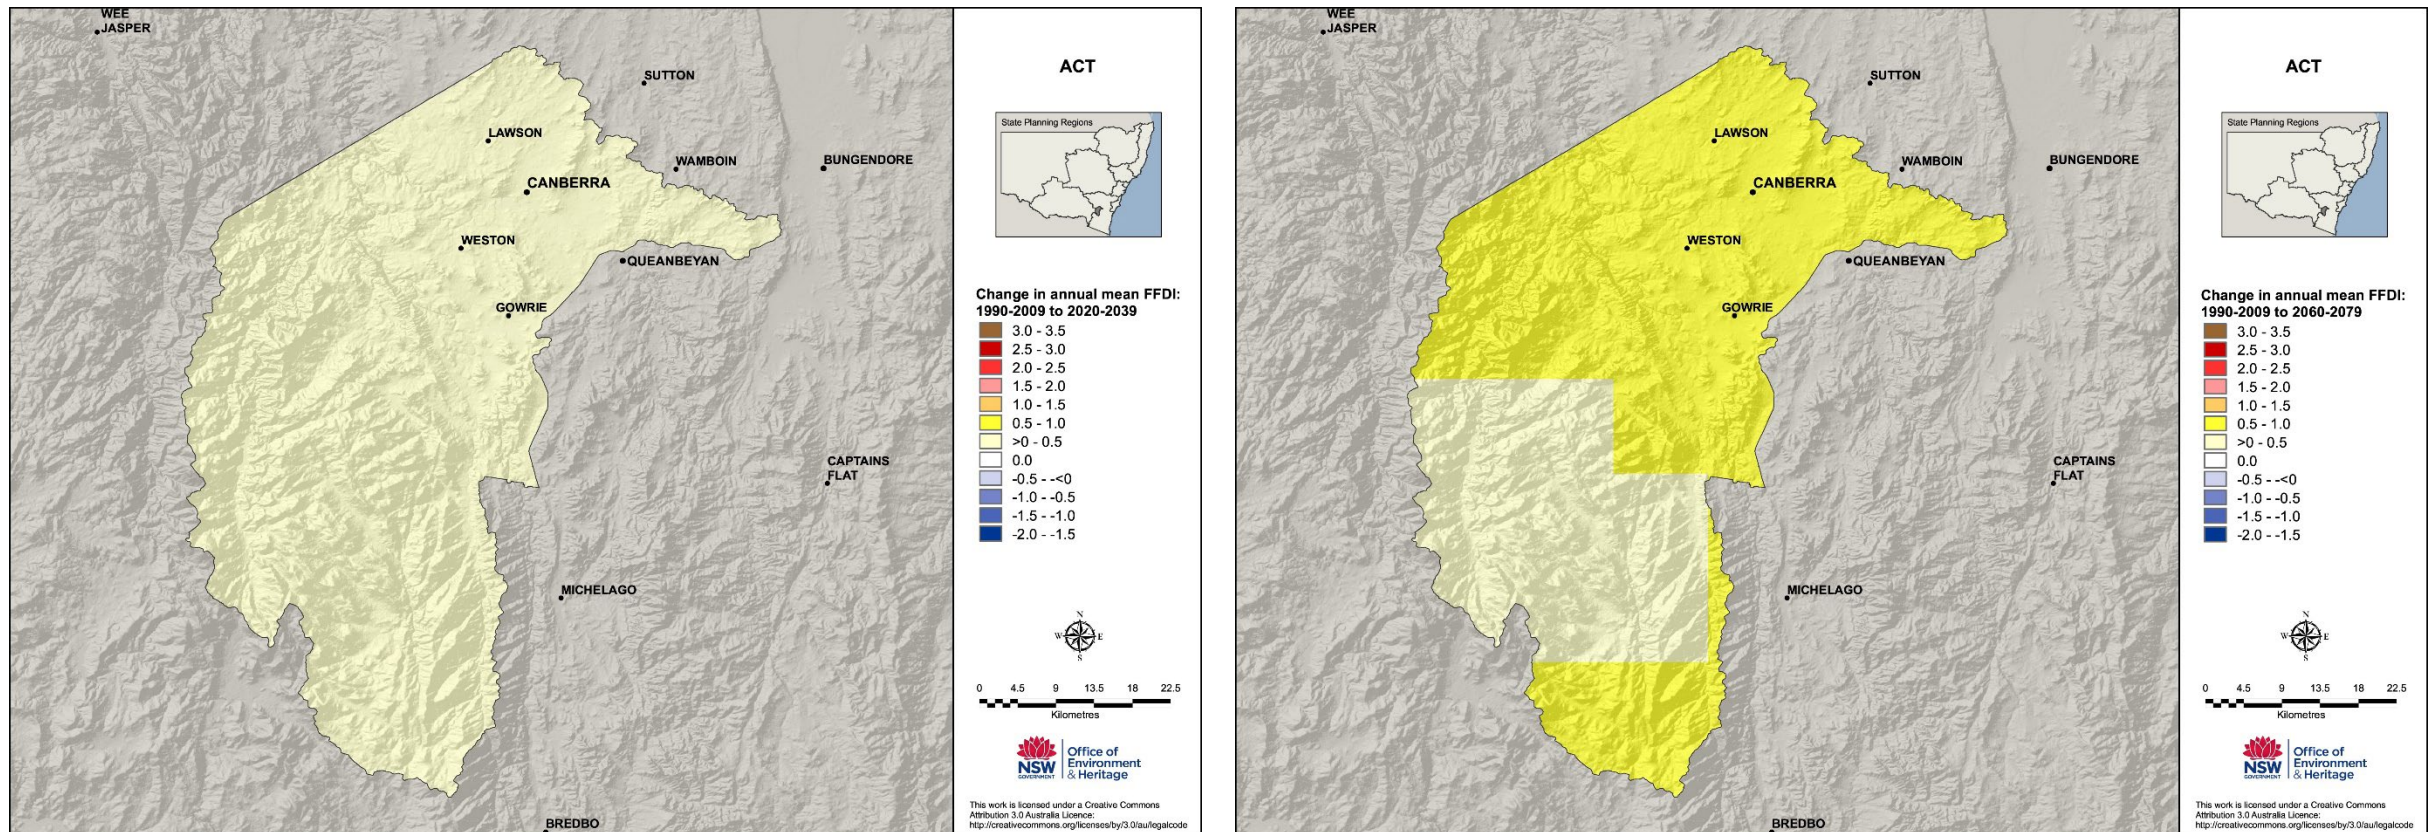 WEE
JASPER
SUTTON
LAWSON
WAMBOIN
BUNGENDORE
CANBERRA
WESTON
QUEANBEYAN
GOWRIE
CAPTAINS
FLAT
MICHELAGO
BREDBO
ACT
State Planning Regions
Change in annual mean FFDI:
1990-2009 to 2020-2039
3.0 - 3.5
2.5 - 3.0
2.0 - 2.5
1.5 - 2.0
1.0 - 1.5
0.5 - 1.0
>0 - 0.5
0.0
-0.5 - -<0
-1.0 - -0.5
-1.5 - -1.0
-2.0 - -1.5
N
W E
S
0 4.5 9 13.5 18 22.5
Kilometres
NSW
GOVERNMENT
Office of
Environment
& Heritage
This work is licensed under a Creative Commons
Attribution 3.0 Australia Licence:
http://creativecommons.org/licenses/by/3.0/au/legalcode
WEE
JASPER
SUTTON
LAWSON
WAMBOIN
BUNGENDORE
CANBERRA
WESTON
QUEANBEYAN
GOWRIE
CAPTAINS
FLAT
MICHELAGO
BREDBO
ACT
State Planning Regions
Change in annual mean FFDI:
1990-2009 to 2060-2079
3.0 - 3.5
2.5 - 3.0
2.0 - 2.5
1.5 - 2.0
1.0 - 1.5
0.5 - 1.0
>0 - 0.5
0.0
-0.5 - -<0
-1.0 - -0.5
-1.5 - -1.0
-2.0 - -1.5
N
W E
S
0 4.5 9 13.5 18 22.5
Kilometres
NSW
GOVERNMENT
Office of
Environment
& Heritage
This work is licensed under a Creative Commons
Attribution 3.0 Australia Licence:
http://creativecommons.org/licenses/by/3.0/au/legalcode